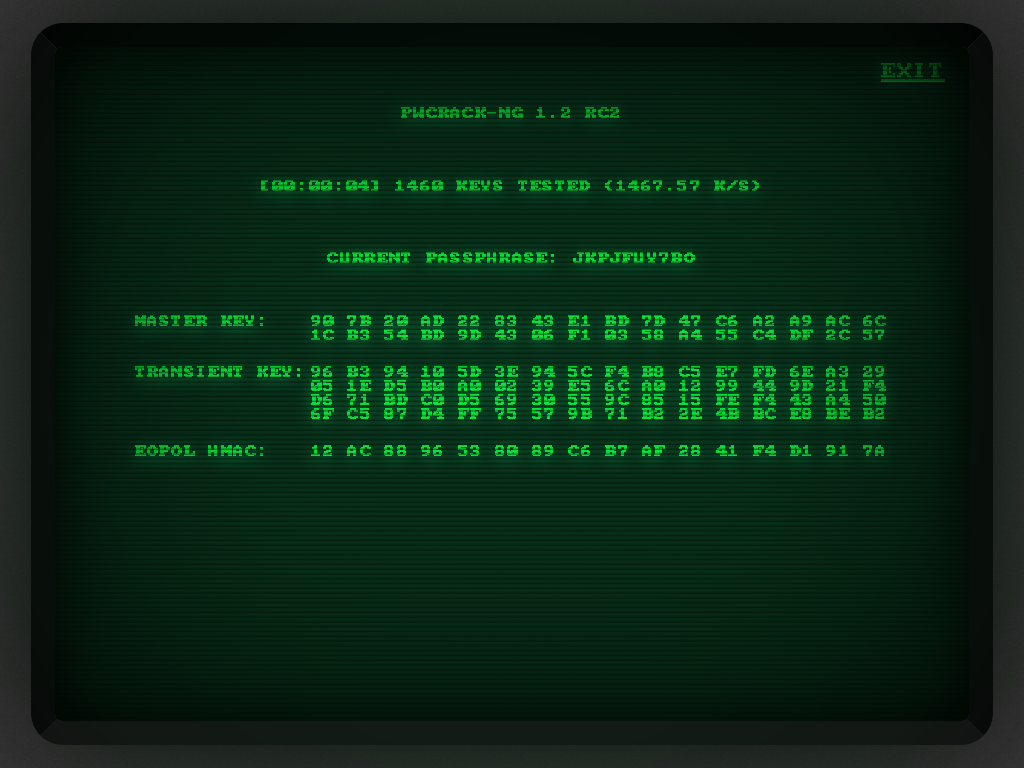 EXIT
PWCRACK-NG 1.2 RC2
[00:00:04] 1460 KEYS TESTED (1467.57 K/S)
CURRENT PASSPHRASE: JKPJFUY7BO
MASTER KEY: 90 7B 20 AD 22 83 43 E1 BD 7D 47 C6 A2 A9 AC 6C
1C B3 54 BD 9D 43 06 F1 03 58 A4 55 C4 DF 2C 57
TRANSIENT KEY: 96 B3 94 10 5D 3E 94 5C F4 B8 C5 E7 FD 6E A3 29
05 1E D5 B0 A0 02 39 E5 6C A0 12 99 44 9D 21 F4
D6 71 BD C0 D5 69 30 55 9C 85 15 FE F4 43 A4 50
6F C5 87 D4 FF 75 57 9B 71 B2 2E 4B BC E8 BE B2
EOPOL HMAC: 12 AC 88 96 53 80 89 C6 B7 AF 28 41 F4 D1 91 7A